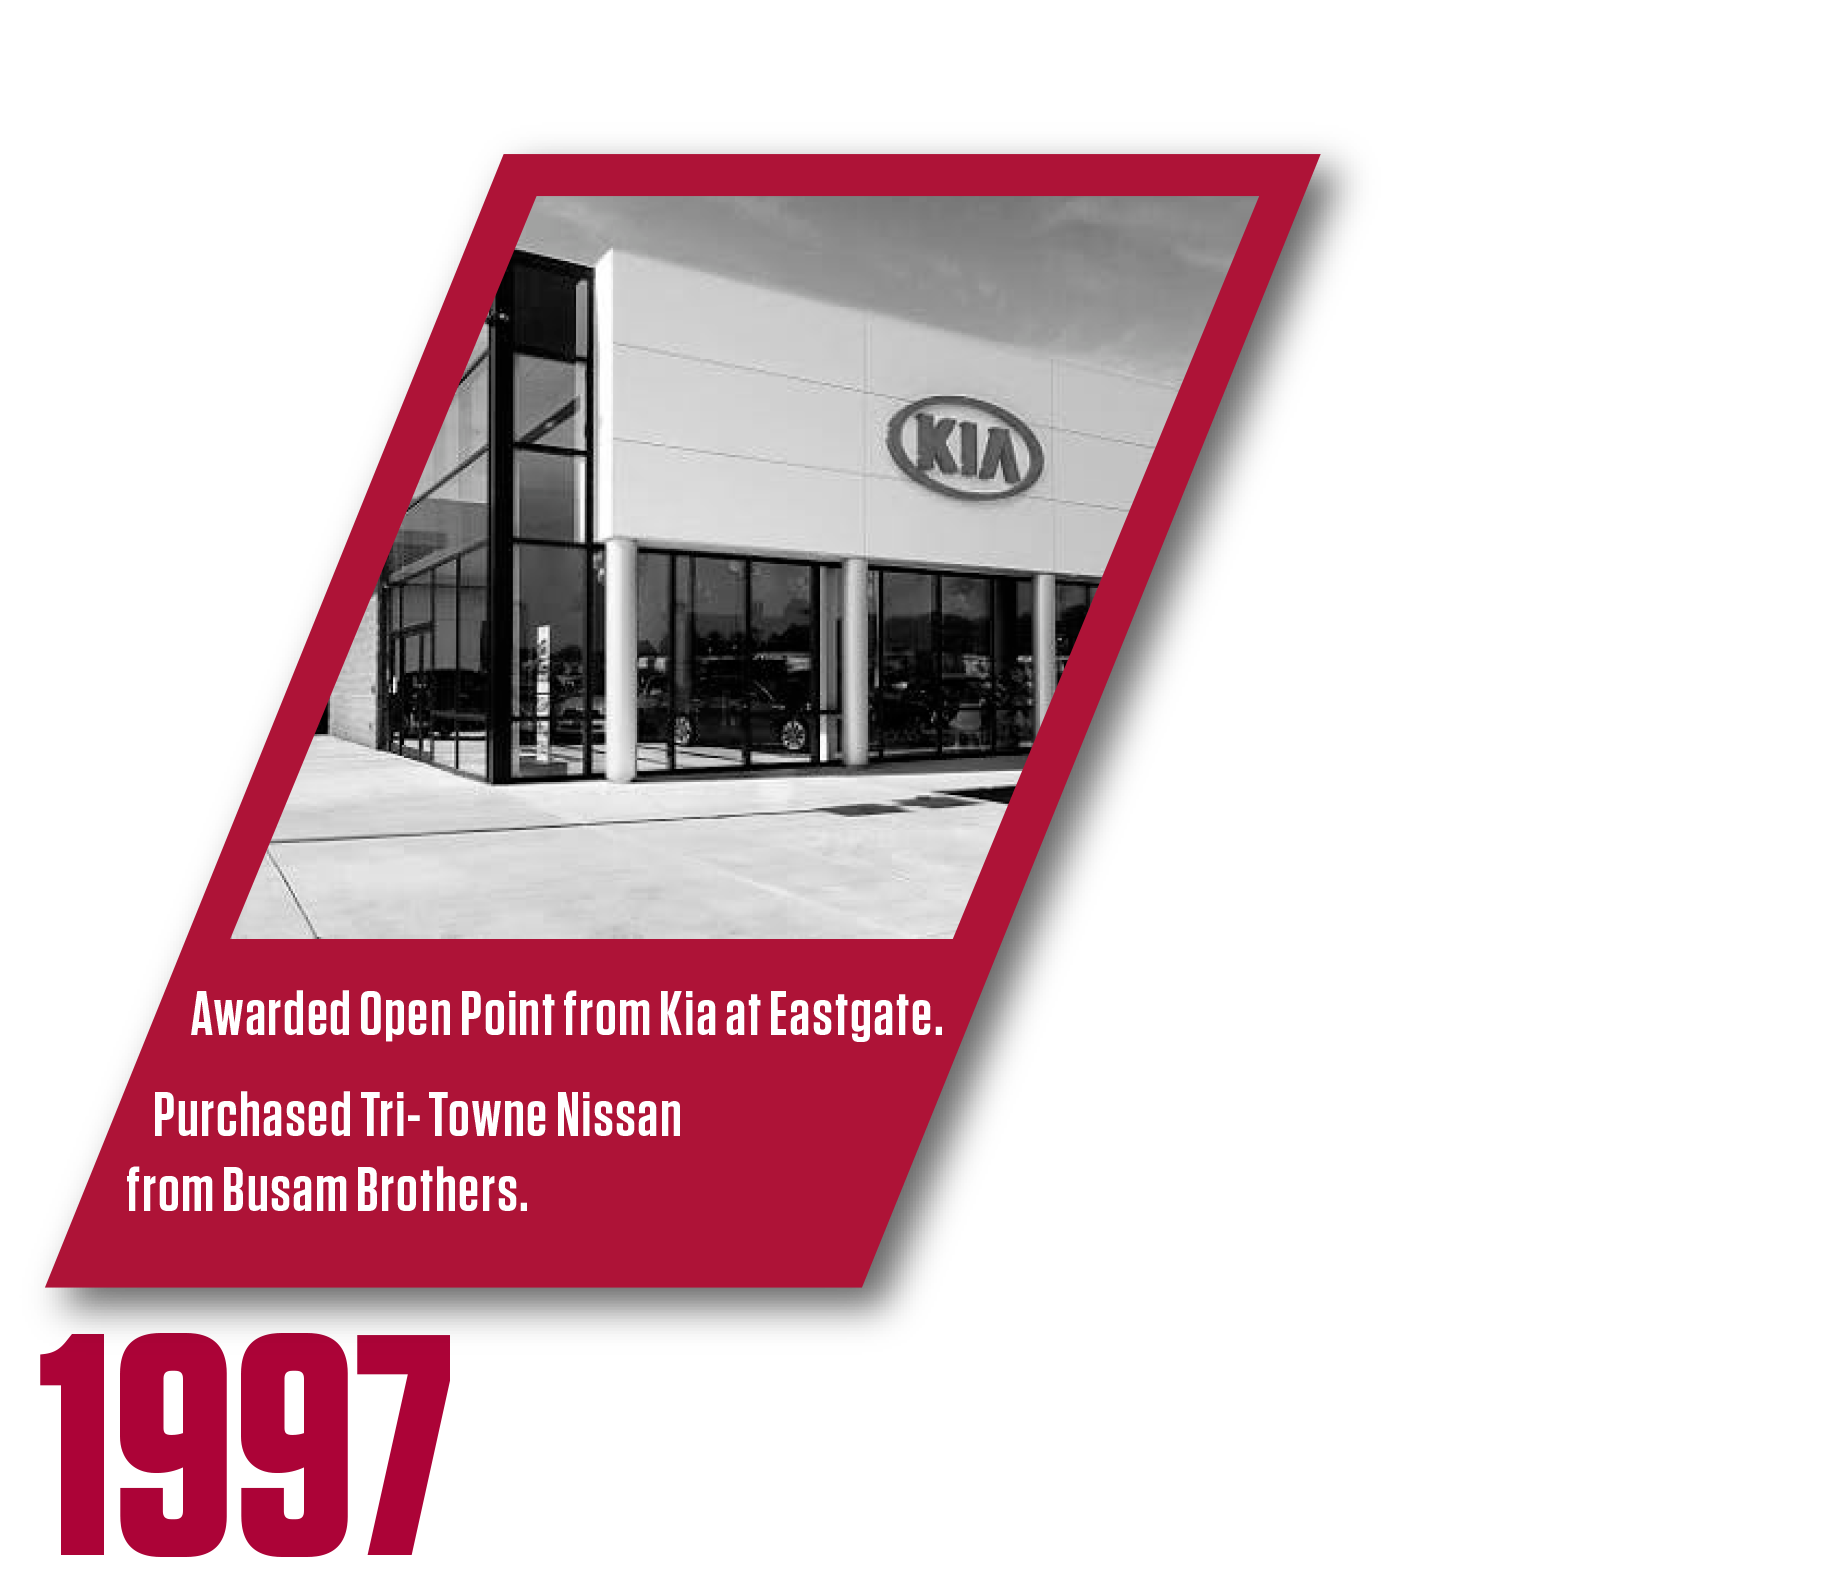 KIA
Awarded Open Point from Kia at Eastgate.
Purchased Tri- Towne Nissan
from Busam Brothers.
1997